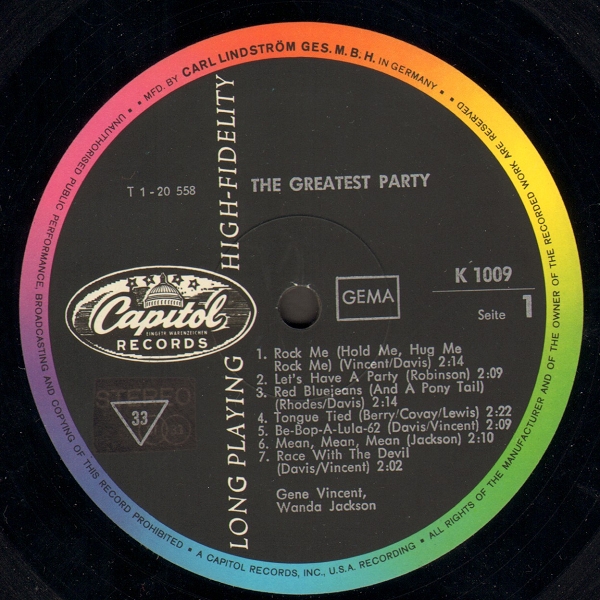 MFD. BY CARL LINDSTRÖM GES. M. B. H. IN GERMANY
UNAUTHORISED PUBLIC PERFORMANCE, BROADCASTING AND COPYING OF THIS RECORD PROHIBITED • A CAPITOL RECORDS, INC., U.S.A. RECORDING • ALL RIGHTS OF THE MANUFACTURER AND OF THE OWNER OF THE RECORDED WORK ARE RESERVED
LONG PLAYING HIGH-FIDELITY
T 1-20 558
THE GREATEST PARTY
K 1009
GEMA
Seite 1
Capitol
EINGETR. WARENZEICHEN
RECORDS
STEREO
33
1. Rock Me (Hold Me, Hug Me
Rock Me) (Vincent/Davis) 2:14
2. Let's Have A Party (Robinson) 2:09
3. Red Bluejeans (And A Pony Tail)
(Rhodes/Davis) 2:14
4. Tongue Tied (Berry/Covay/Lewis) 2:22
5. Be-Bop-A-Lula-62 (Davis/Vincent) 2:09
6. Mean, Mean, Mean (Jackson) 2:10
7. Race With The Devil
(Davis/Vincent) 2:02
Gene Vincent,
Wanda Jackson